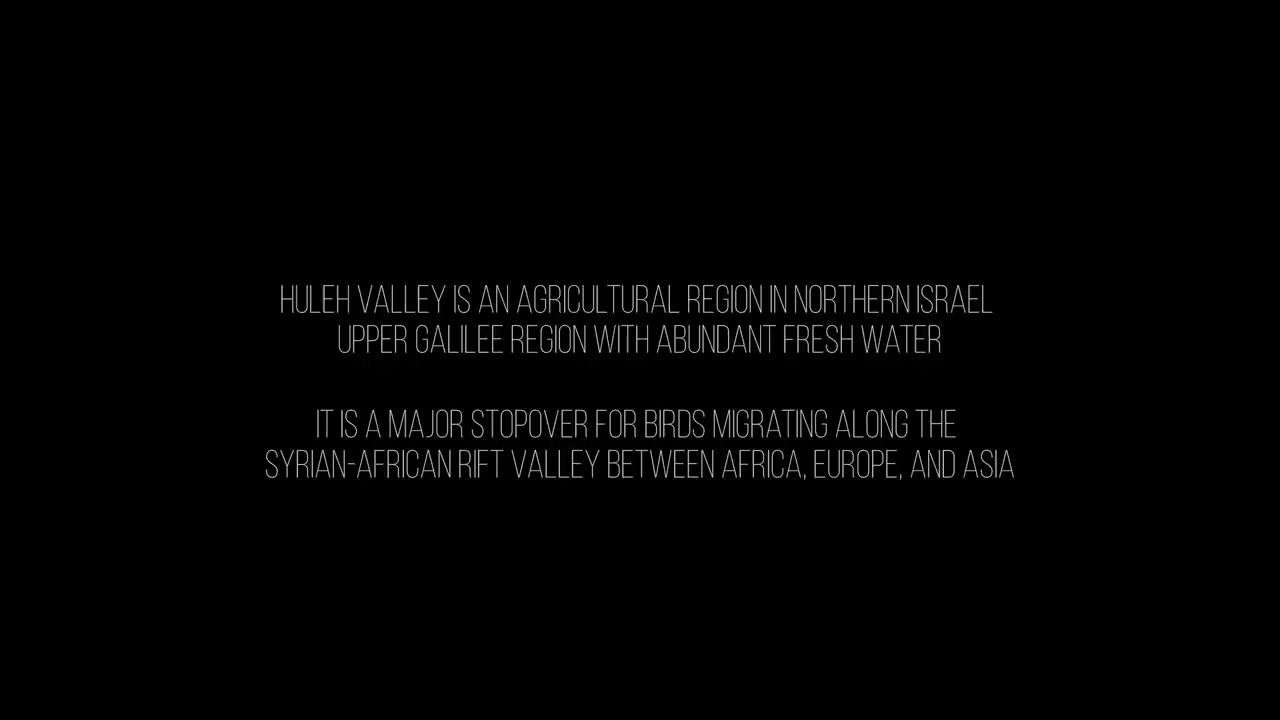 HULEH VALLEY IS AN AGRICULTURAL REGION IN NORTHERN ISRAEL
UPPER GALILEE REGION WITH ABUNDANT FRESH WATER
IT IS A MAJOR STOPOVER FOR BIRDS MIGRATING ALONG THE
SYRIAN-AFRICAN RIFT VALLEY BETWEEN AFRICA, EUROPE, AND ASIA